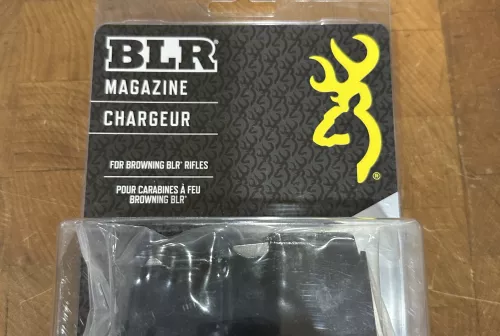 BLR
MAGAZINE
CHARGEUR
FOR BROWNING BLR® RIFLES
POUR CARABINES À FEU
BROWNING BLR®
®